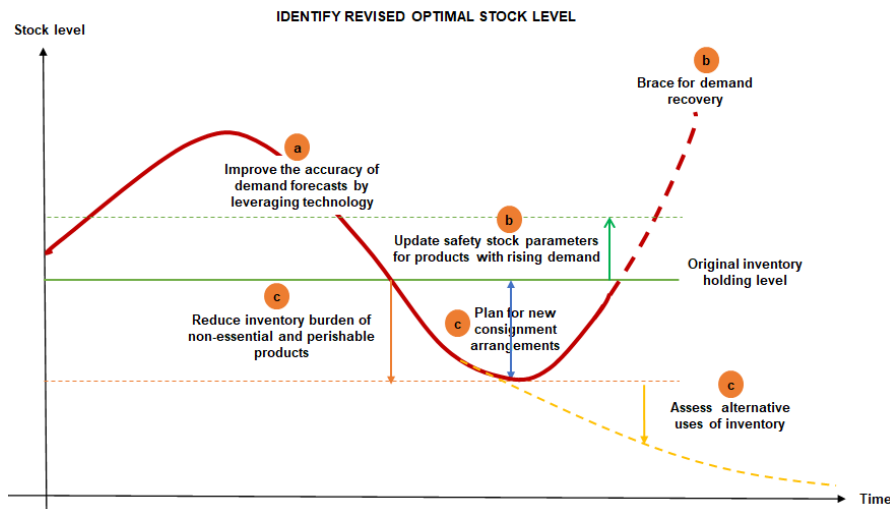 IDENTIFY REVISED OPTIMAL STOCK LEVEL
Stock level
b
Brace for demand
recovery
a
Improve the accuracy of
demand forecasts by
leveraging technology
b
Update safety stock parameters
for products with rising demand
Original inventory
holding level
c
Reduce inventory burden of
non-essential and perishable
products
c
Plan for new
consignment
arrangements
c
Assess alternative
uses of inventory
Time